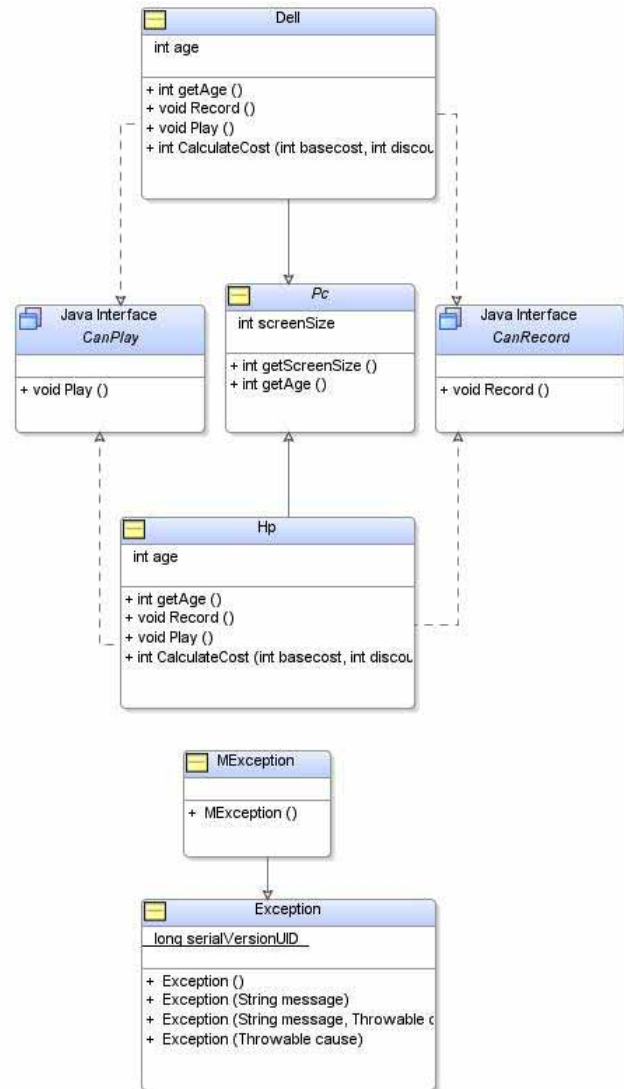 Dell
int age
+ int getAge ()
+ void Record ()
+ void Play ()
+ int CalculateCost (int basecost, int discou
Java Interface
CanPlay
+ void Play ()
Pc
int screenSize
+ int getScreenSize ()
+ int getAge ()
Java Interface
CanRecord
+ void Record ()
Hp
int age
+ int getAge ()
+ void Record ()
+ void Play ()
+ int CalculateCost (int basecost, int discou
MException
+ MException ()
Exception
long serialVersionUID
+ Exception ()
+ Exception (String message)
+ Exception (String message, Throwable c
+ Exception (Throwable cause)